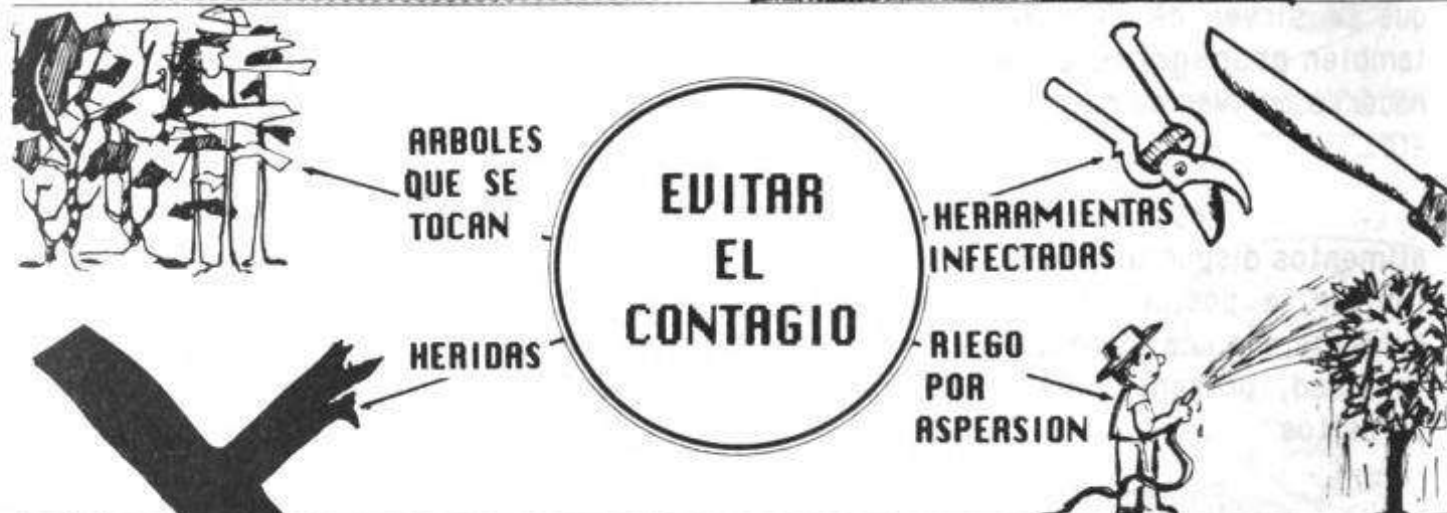 ARBOLES
QUE SE
TOCAN
HERIDAS
EVITAR
EL
CONTAGIO
HERRAMIENTAS
INFECTADAS
RIEGO
POR
ASPERSION